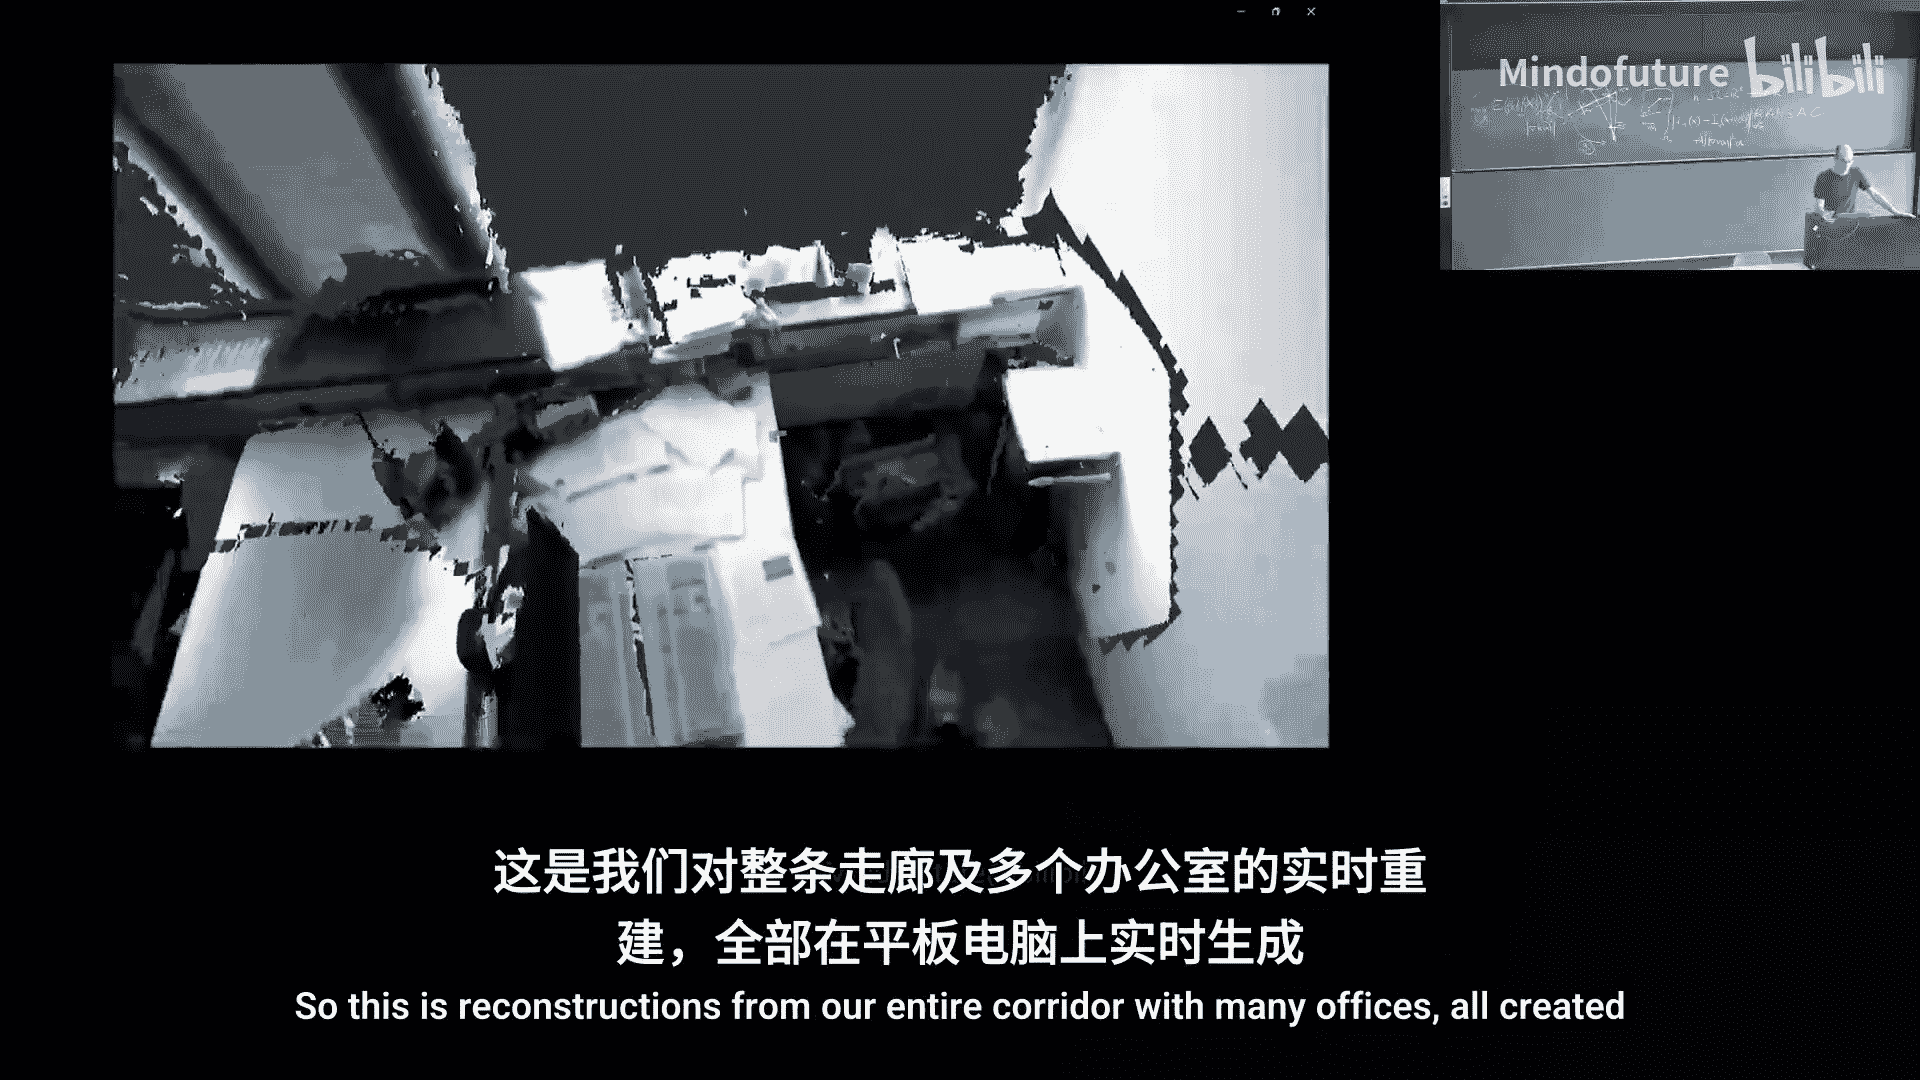 Mindofuture bilibili
这是我们对整条走廊及多个办公室的实时重
建，全部在平板电脑上实时生成
So this is reconstructions from our entire corridor with many offices, all created